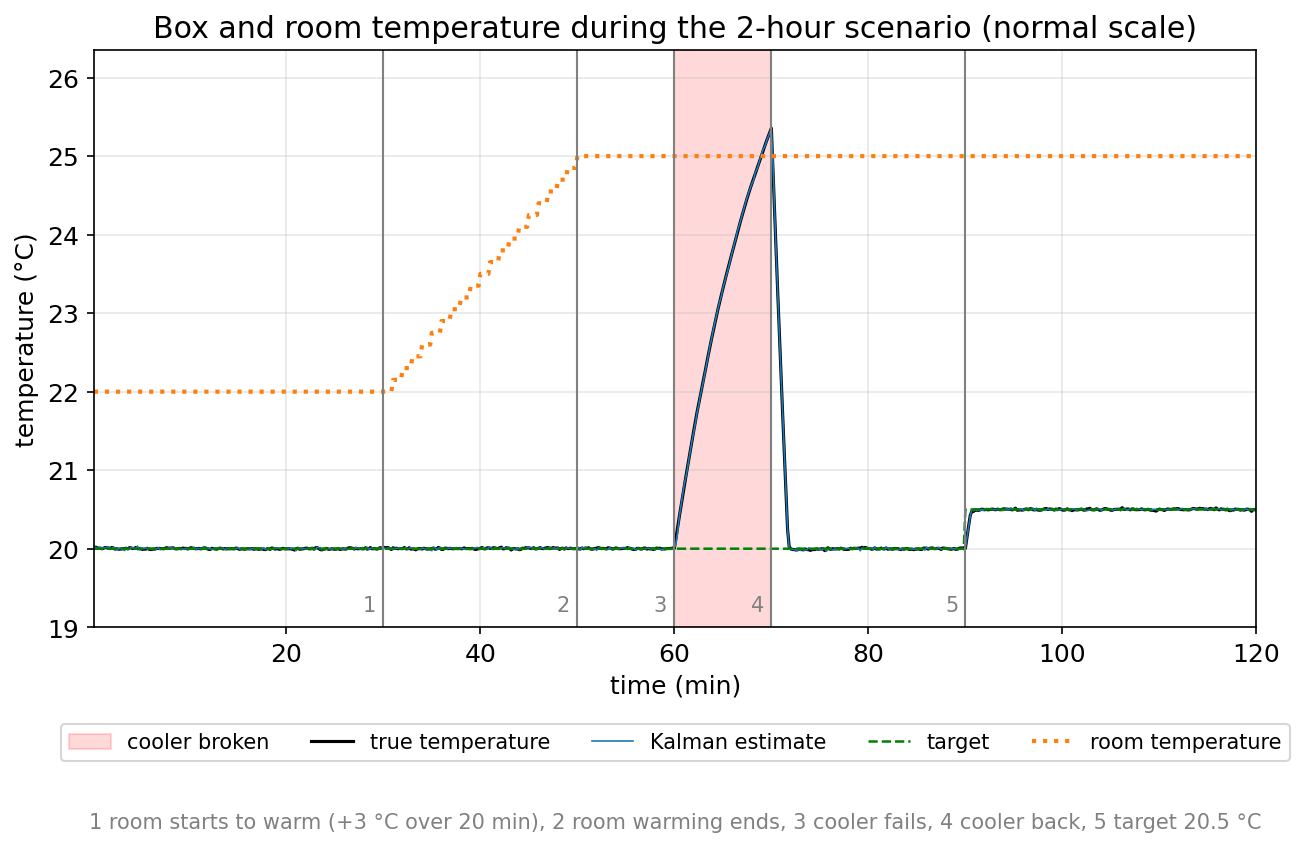 Box and room temperature during the 2-hour scenario (normal scale)
temperature (°C)
26
25
24
23
22
21
20
19
1
2
3
4
5
20
40
60
80
100
120
time (min)
cooler broken
true temperature
Kalman estimate
target
room temperature
1 room starts to warm (+3 °C over 20 min), 2 room warming ends, 3 cooler fails, 4 cooler back, 5 target 20.5 °C